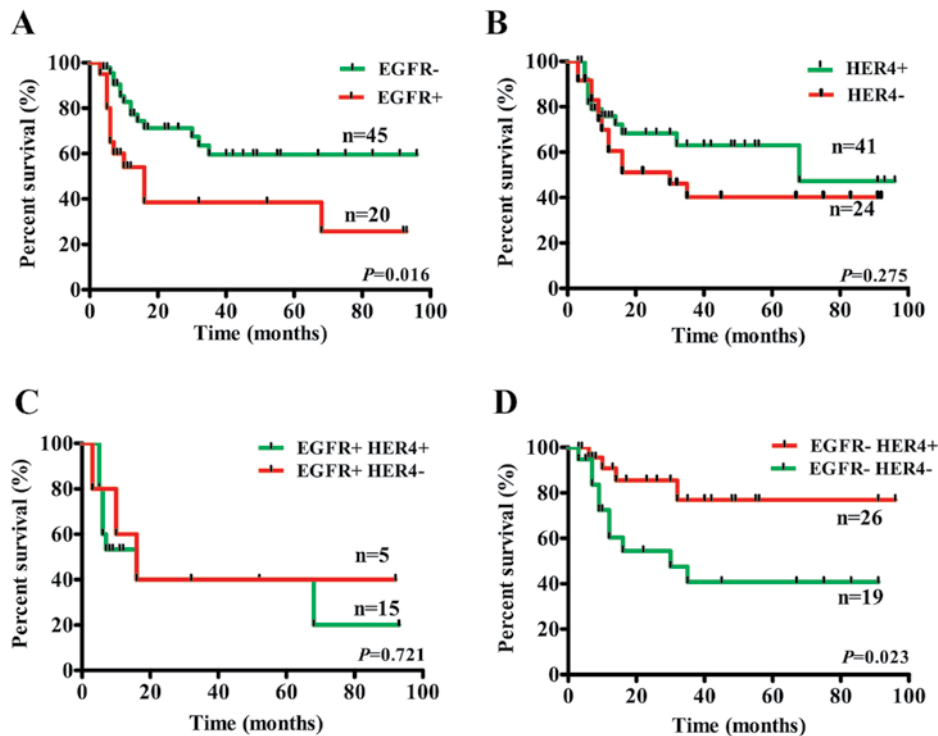 A
Percent survival (%)
100
80
60
40
20
0
EGFR-
EGFR+
n=45
n=20
P=0.016
0 20 40 60 80 100
Time (months)
B
Percent survival (%)
100
80
60
40
20
0
HER4+
HER4-
n=41
n=24
P=0.275
0 20 40 60 80 100
Time (months)
C
Percent survival (%)
100
80
60
40
20
0
EGFR+ HER4+
EGFR+ HER4-
n=5
n=15
P=0.721
0 20 40 60 80 100
Time (months)
D
Percent survival (%)
100
80
60
40
20
0
EGFR- HER4+
EGFR- HER4-
n=26
n=19
P=0.023
0 20 40 60 80 100
Time (months)